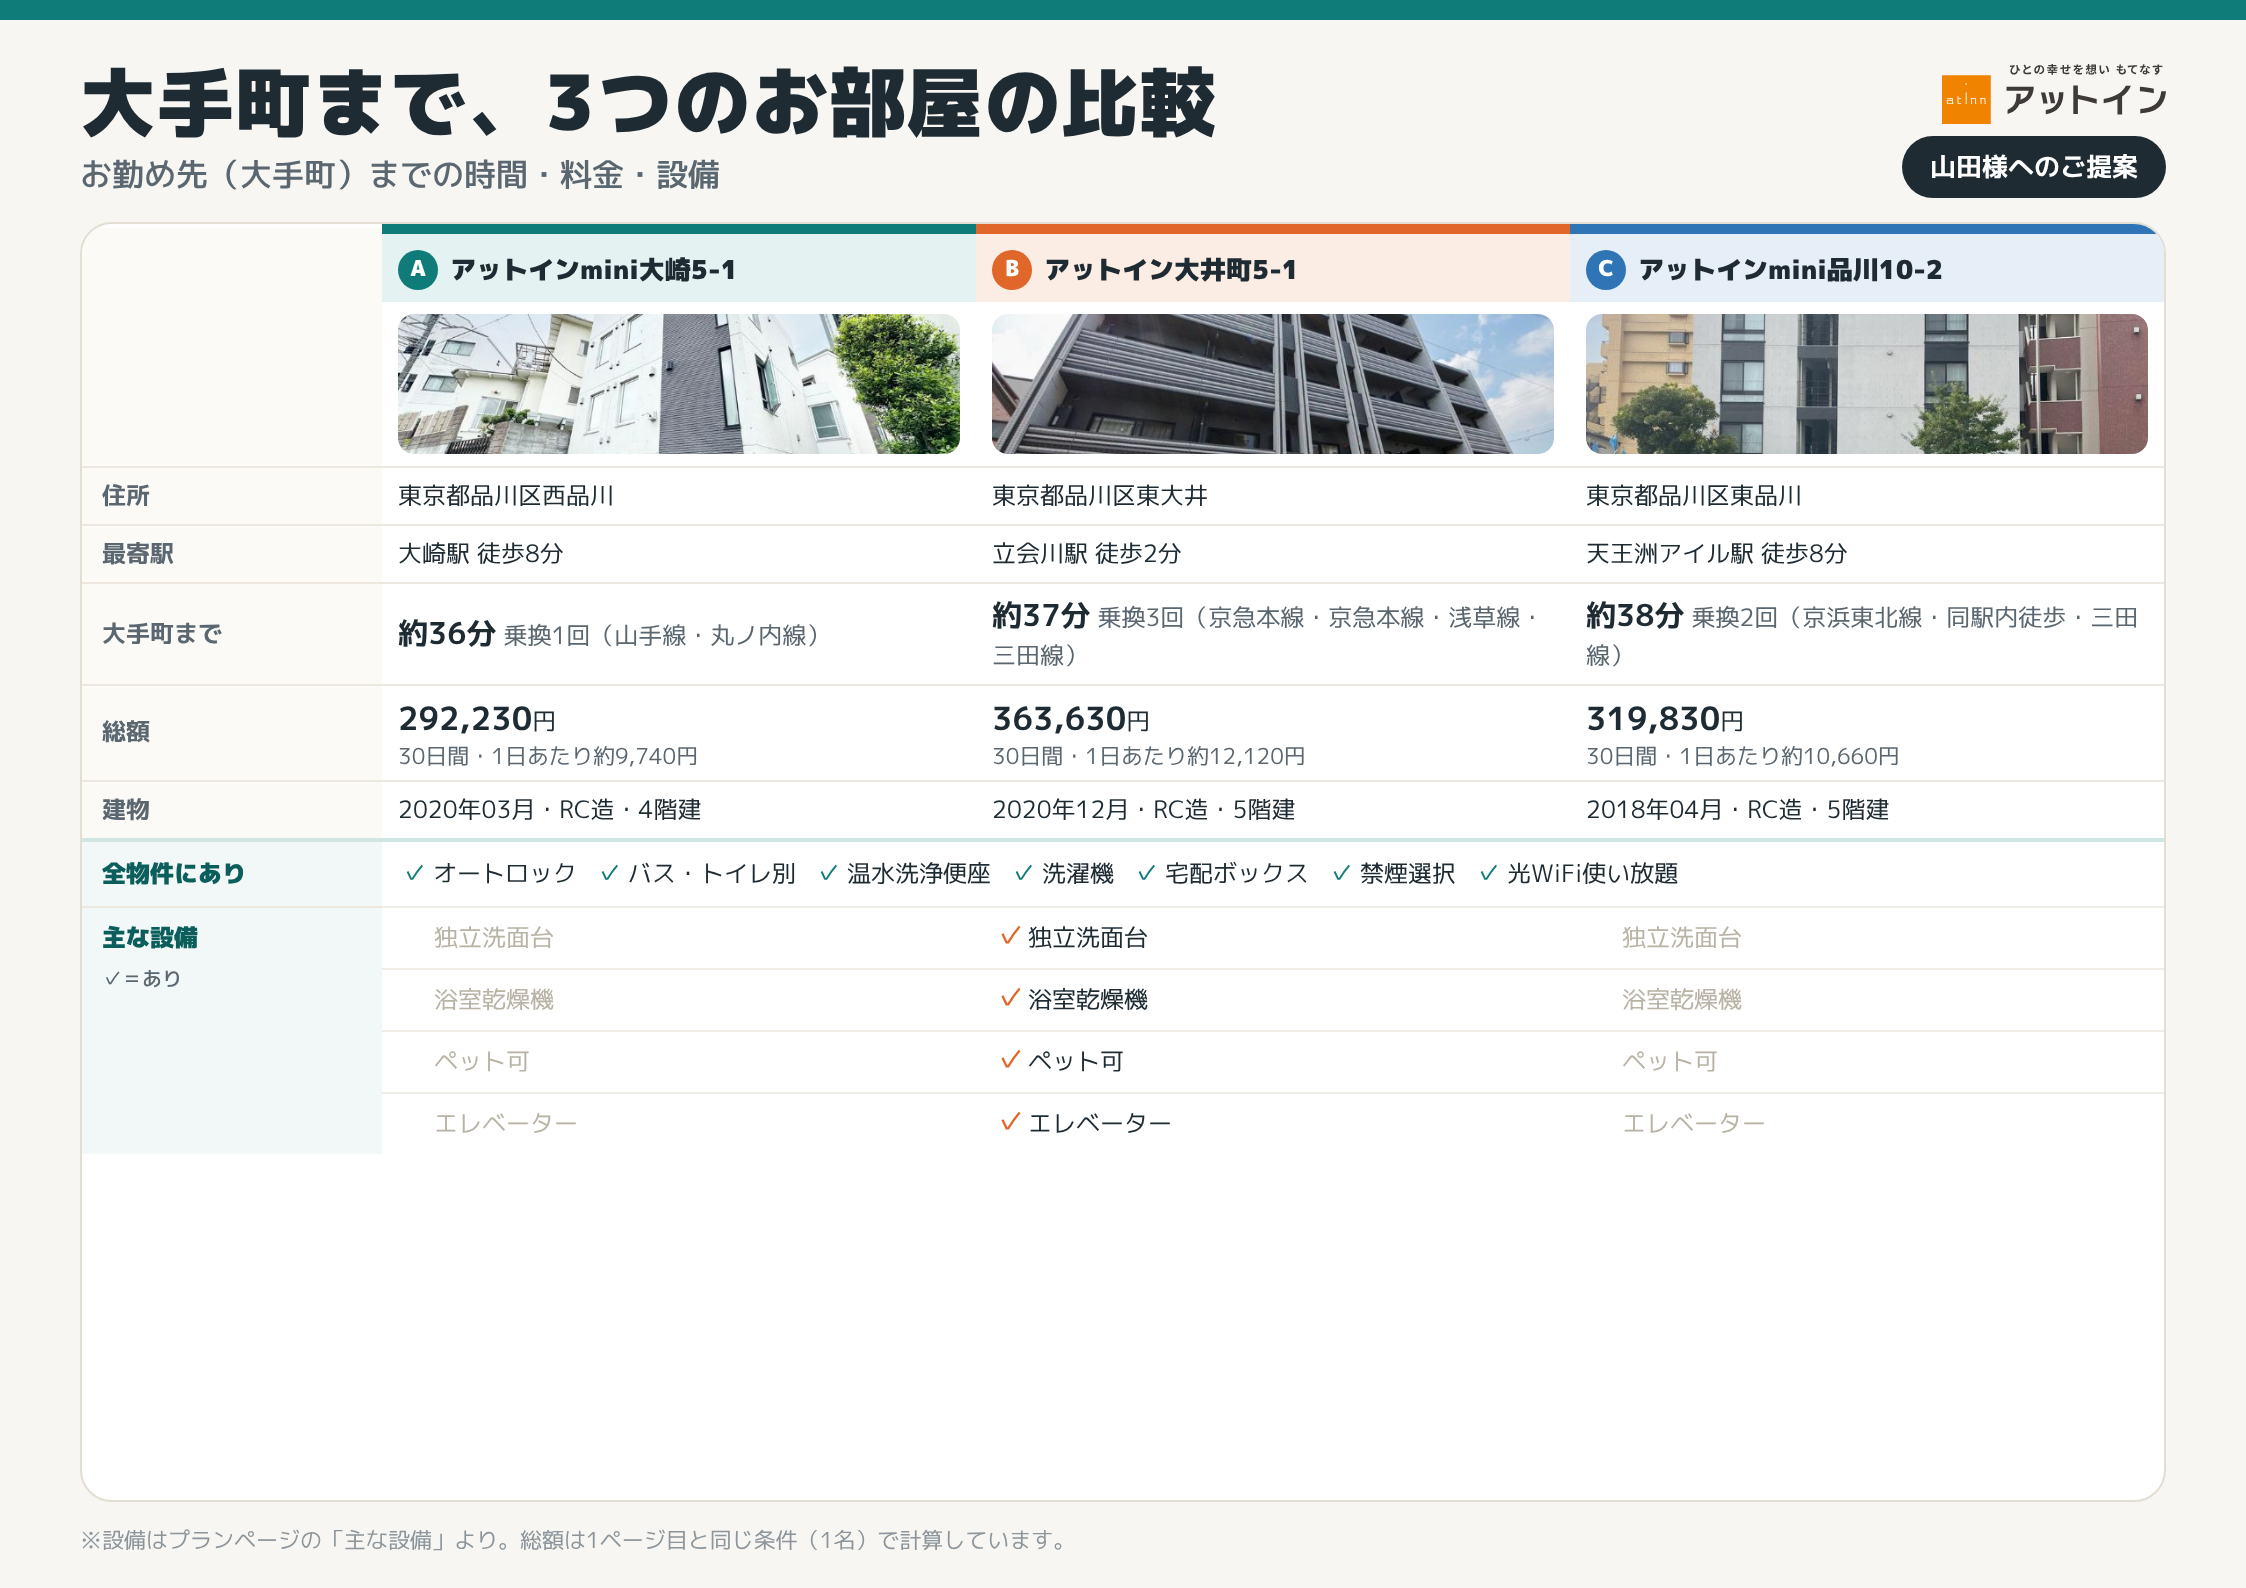 大手町まで、3つのお部屋の比較
お勤め先（大手町）までの時間・料金・設備
ひとの幸せを想い もてなす
at Inn
アットイン
山田様へのご提案
A アットインmini大崎5-1
B アットイン大井町5-1
C アットインmini品川10-2
住所 東京都品川区西品川 東京都品川区東大井 東京都品川区東品川
最寄駅 大崎駅 徒歩8分 立会川駅 徒歩2分 天王洲アイル駅 徒歩8分
大手町まで
約36分 乗換1回（山手線・丸ノ内線）
約37分 乗換3回（京急本線・京急本線・浅草線・
三田線）
約38分 乗換2回（京浜東北線・同駅内徒歩・三田
線）
総額
292,230円
30日間・1日あたり約9,740円
363,630円
30日間・1日あたり約12,120円
319,830円
30日間・1日あたり約10,660円
建物 2020年03月・RC造・4階建 2020年12月・RC造・5階建 2018年04月・RC造・5階建
全物件にあり ✓ オートロック ✓ バス・トイレ別 ✓ 温水洗浄便座 ✓ 洗濯機 ✓ 宅配ボックス ✓ 禁煙選択 ✓ 光WiFi使い放題
主な設備
✓=あり
独立洗面台 ✓ 独立洗面台 独立洗面台
浴室乾燥機 ✓ 浴室乾燥機 浴室乾燥機
ペット可 ✓ ペット可 ペット可
エレベーター ✓ エレベーター エレベーター
※設備はプランページの「主な設備」より。総額は1ページ目と同じ条件（1名）で計算しています。